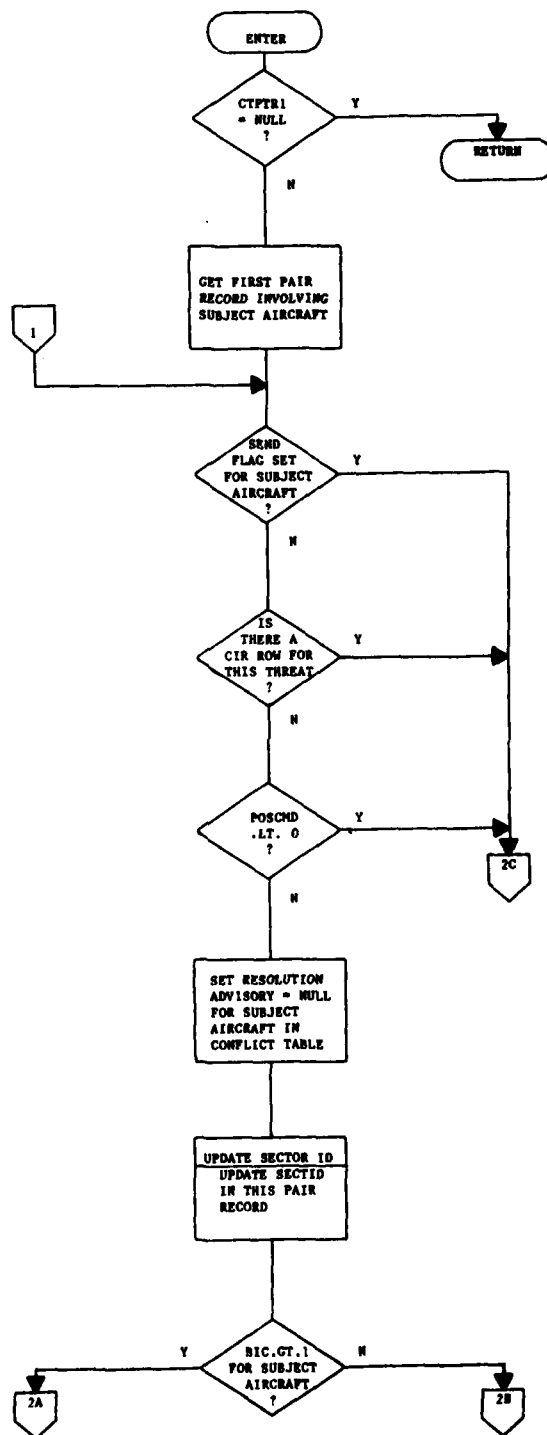 ENTER
CTPTR1
= NULL
?
Y
RETURN
N
GET FIRST PAIR
RECORD INVOLVING
SUBJECT AIRCRAFT
1
SEND
FLAG SET
FOR SUBJECT
AIRCRAFT
?
Y
N
IS
THERE A
CIR ROW FOR
THIS THREAT
?
Y
N
POSCMD
.LT. 0
?
Y
2C
N
SET RESOLUTION
ADVISORY = NULL
FOR SUBJECT
AIRCRAFT IN
CONFLICT TABLE
UPDATE SECTOR ID
UPDATE SECTID
IN THIS PAIR
RECORD
Y
BIC.GT.1
FOR SUBJECT
AIRCRAFT
?
N
2A
2B